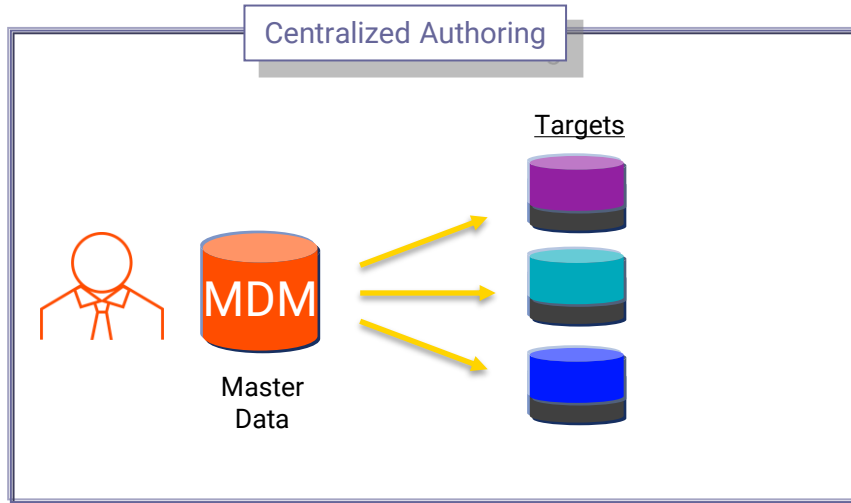 Centralized Authoring
Targets
MDM
Master
Data